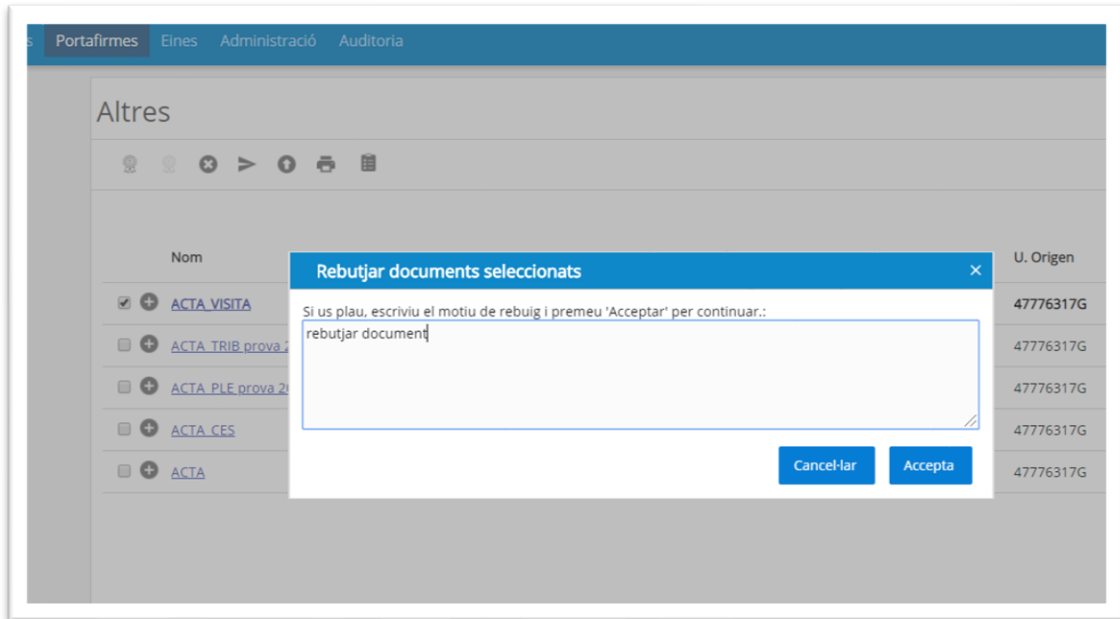 s Portafirmes Eines Administració Auditoria
Altres
Nom U. Origen
Rebutjar documents seleccionats ×
ACTA_VISITA 47776317G
Si us plau, escriviu el motiu de rebuig i premeu 'Acceptar' per continuar.:
rebutjar document
ACTA_TRIB prova 2 47776317G
ACTA_PLE prova 20 47776317G
ACTA_CES 47776317G
Cancel·lar Accepta
ACTA 47776317G